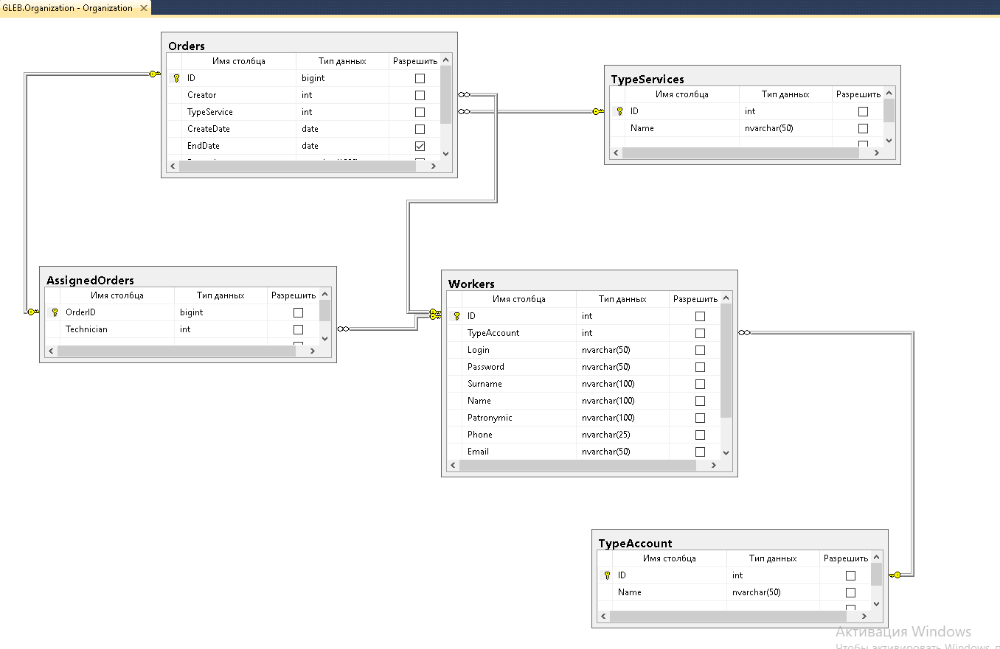 GLEB.Organization - Organization
Orders
Имя столбца Тип данных Разрешить
ID bigint
Creator int
TypeService int
CreateDate date
EndDate date
TypeServices
Имя столбца Тип данных Разрешить
ID int
Name nvarchar(50)
AssignedOrders
Имя столбца Тип данных Разрешить
OrderID bigint
Technician int
Workers
Имя столбца Тип данных Разрешить
ID int
TypeAccount int
Login nvarchar(50)
Password nvarchar(50)
Surname nvarchar(100)
Name nvarchar(100)
Patronymic nvarchar(100)
Phone nvarchar(25)
Email nvarchar(50)
TypeAccount
Имя столбца Тип данных Разрешить
ID int
Name nvarchar(50)
Активация Windows
Чтобы активировать Windows,